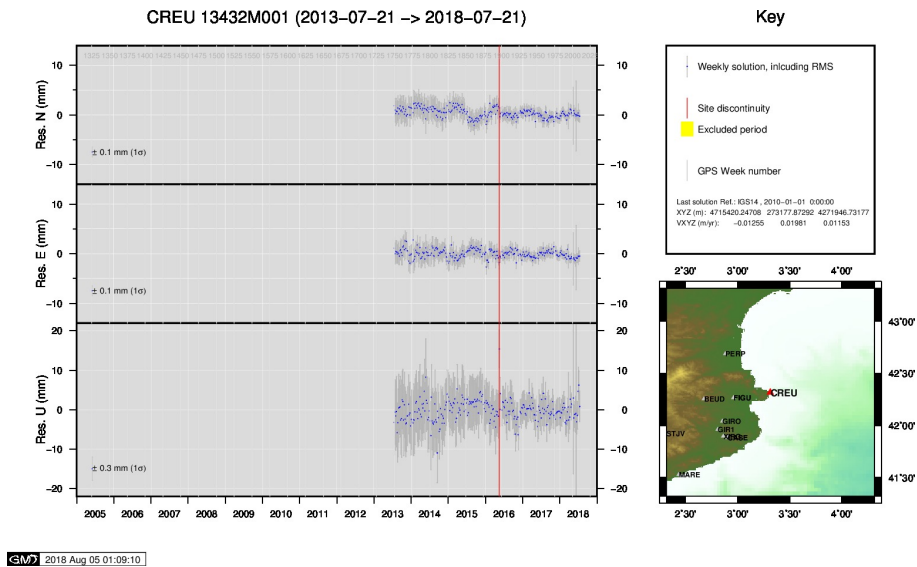 CREU 13432M001 (2013−07−21 −> 2018−07−21)
Key
Res. N (mm)
10
0
−10
± 0.1 mm (1σ)
10
0
−10
Res. E (mm)
10
0
−10
± 0.1 mm (1σ)
10
0
−10
Res. U (mm)
20
10
0
−10
−20
± 0.3 mm (1σ)
20
10
0
−10
−20
2005 2006 2007 2008 2009 2010 2011 2012 2013 2014 2015 2016 2017 2018
Weekly solution, inlcuding RMS
Site discontinuity
Excluded period
GPS Week number
Last solution Ref.: IGS14 , 2010−01−01 0:00:00
XYZ (m): 4715420.24708 273177.87292 4271946.73177
VXYZ (m/yr): −0.01255 0.01981 0.01153
2˚30' 3˚00' 3˚30' 4˚00'
43˚00'
42˚30'
42˚00'
41˚30'
PERP
CREU
BEUD FIGU
GIRO
GIR1
STJV
MARE
2˚30' 3˚00' 3˚30' 4˚00'
GMT 2018 Aug 05 01:09:10